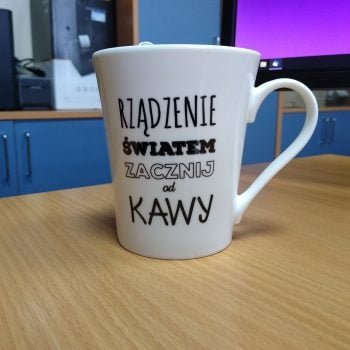 RZĄDZENIE
ŚWIATEM
ZACZNIJ
od
KAWY